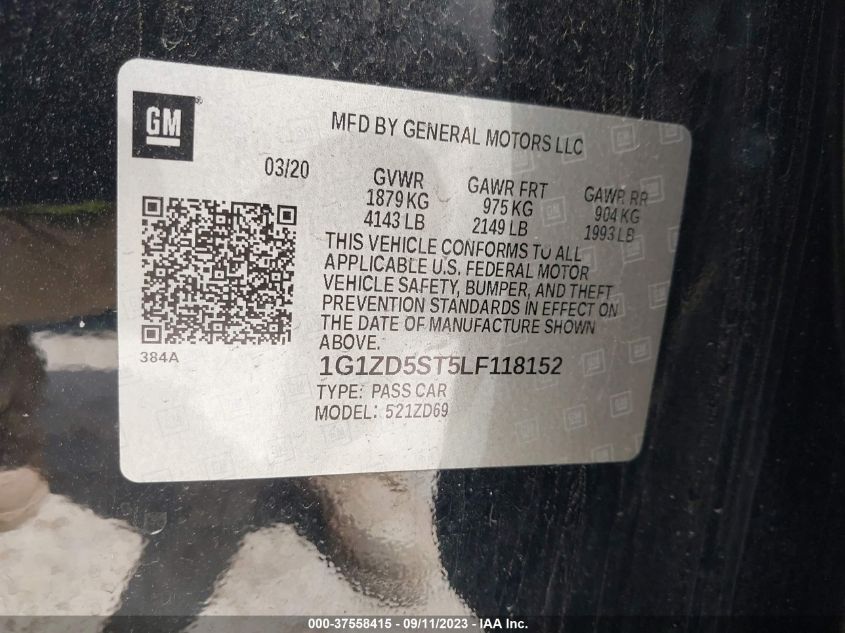 GM®
MFD BY GENERAL MOTORS LLC
03/20
GVWR
1879 KG
4143 LB
GAWR FRT
975 KG
2149 LB
GAWR RR
904 KG
1993 LB
THIS VEHICLE CONFORMS TO ALL
APPLICABLE U.S. FEDERAL MOTOR
VEHICLE SAFETY, BUMPER, AND THEFT
PREVENTION STANDARDS IN EFFECT ON
THE DATE OF MANUFACTURE SHOWN
ABOVE.
384A
1G1ZD5ST5LF118152
TYPE: PASS CAR
MODEL: 521ZD69
000-37558415 - 09/11/2023 - IAA Inc.